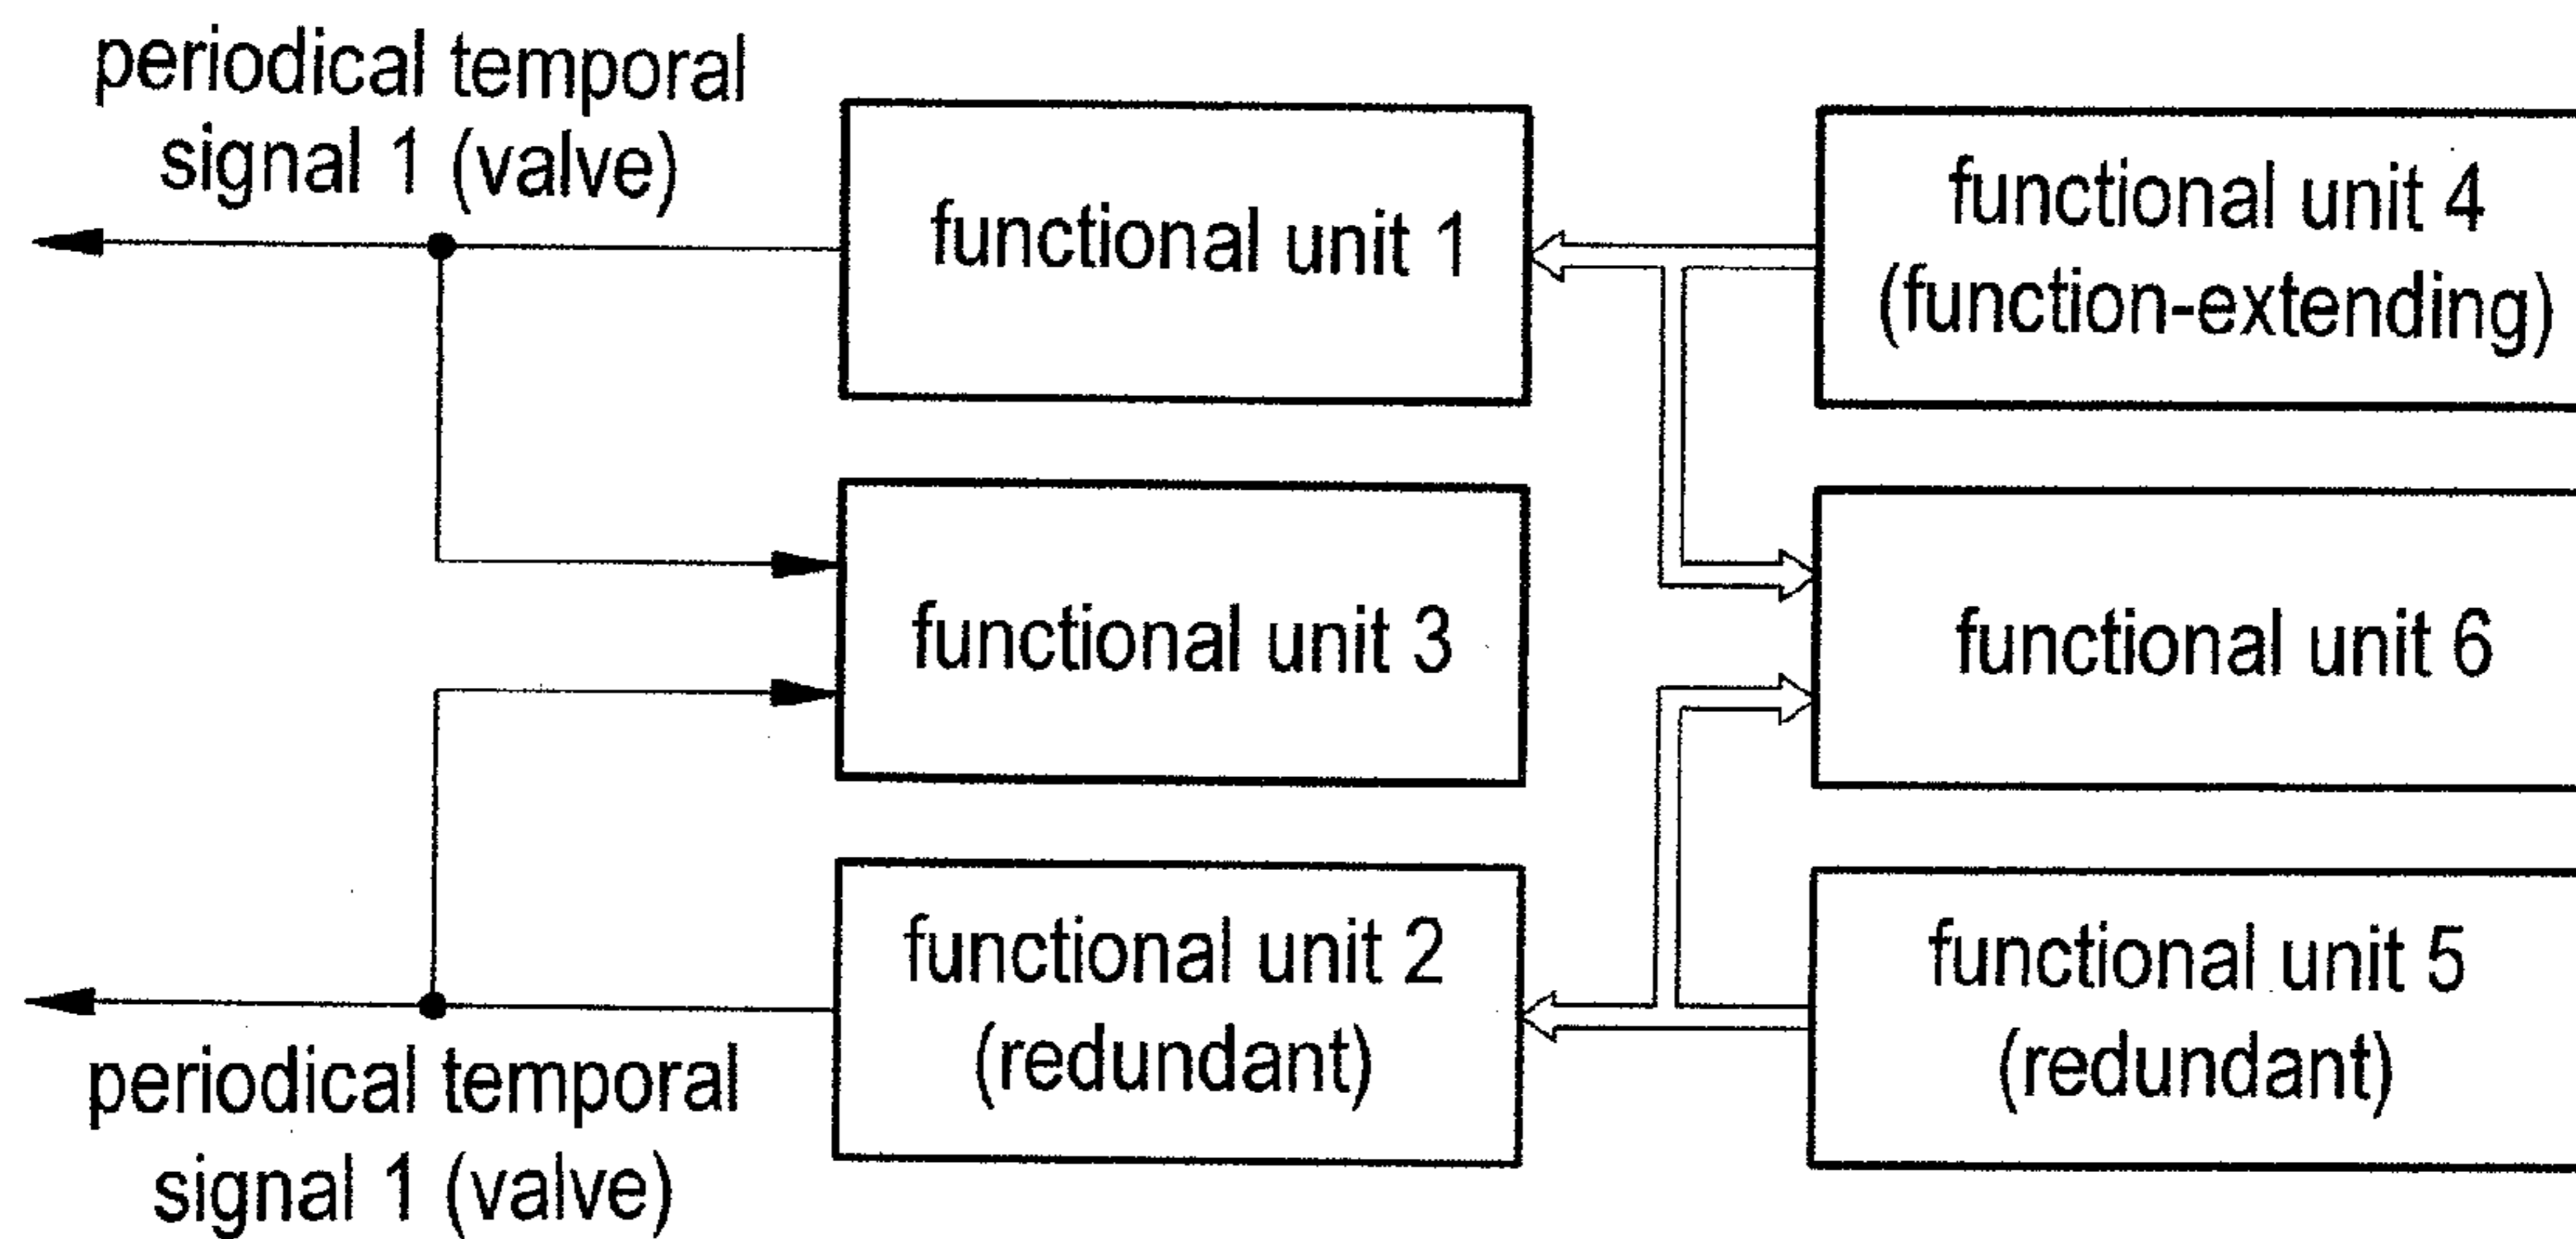 periodical temporal
signal 1 (valve)
functional unit 1
functional unit 4
(function-extending)
functional unit 3
functional unit 6
functional unit 2
(redundant)
functional unit 5
(redundant)
periodical temporal
signal 1 (valve)